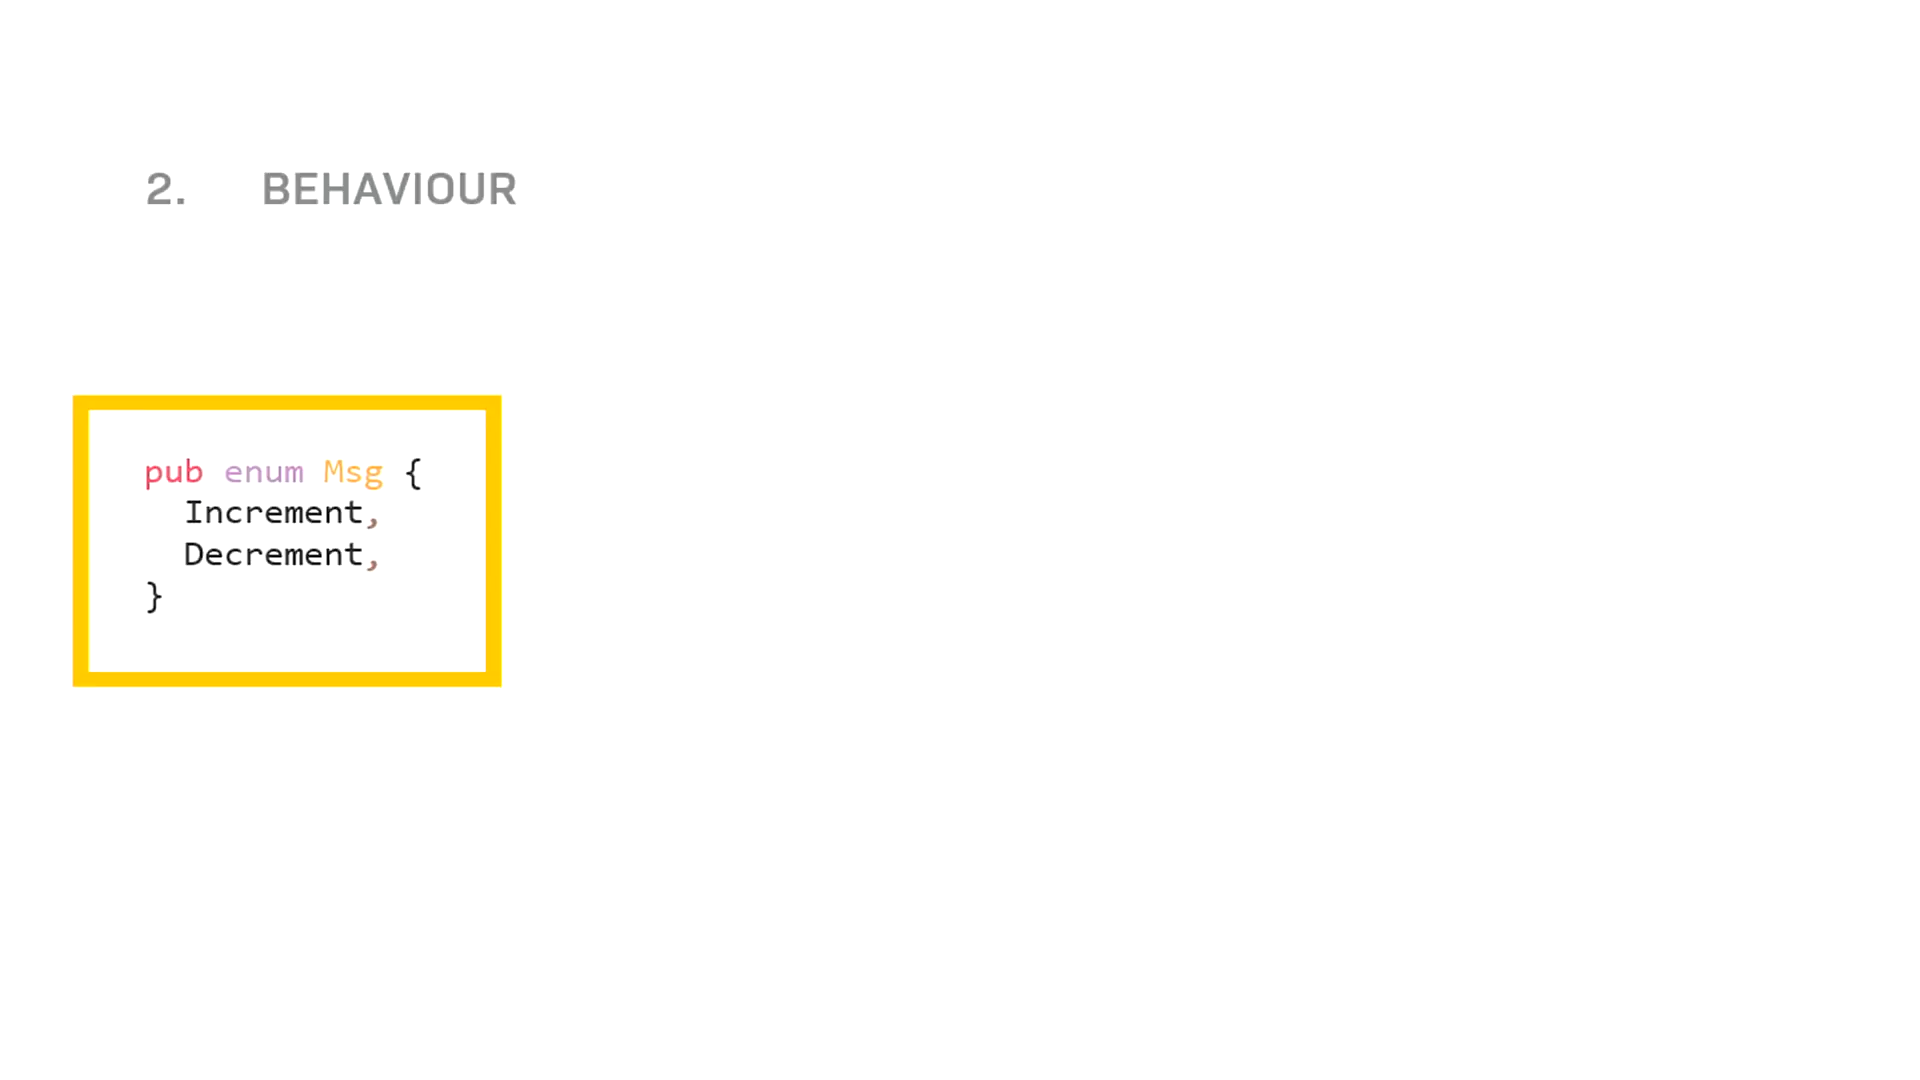 2. BEHAVIOUR
pub enum Msg {
  Increment,
  Decrement,
}